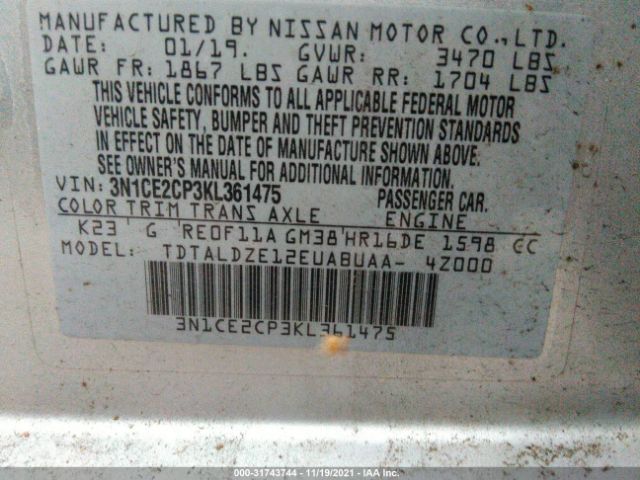 MANUFACTURED BY NISSAN MOTOR CO.,LTD.
DATE: 01/19. GVWR: 3470 LBS
GAWR FR: 1867 LBS GAWR RR: 1704 LBS
THIS VEHICLE CONFORMS TO ALL APPLICABLE FEDERAL MOTOR
VEHICLE SAFETY, BUMPER AND THEFT PREVENTION STANDARDS
IN EFFECT ON THE DATE OF MANUFACTURE SHOWN ABOVE.
SEE OWNER'S MANUAL FOR ADDITIONAL INFORMATION.
VIN: 3N1CE2CP3KL361475 PASSENGER CAR.
COLOR TRIM TRANS AXLE ENGINE
K23 G RE0F11A GM38 HR16DE 1598 CC
MODEL: TDTALDZE12EUABUAA- 4Z000
3N1CE2CP3KL361475
000-31743744 - 11/19/2021 - IAA Inc.